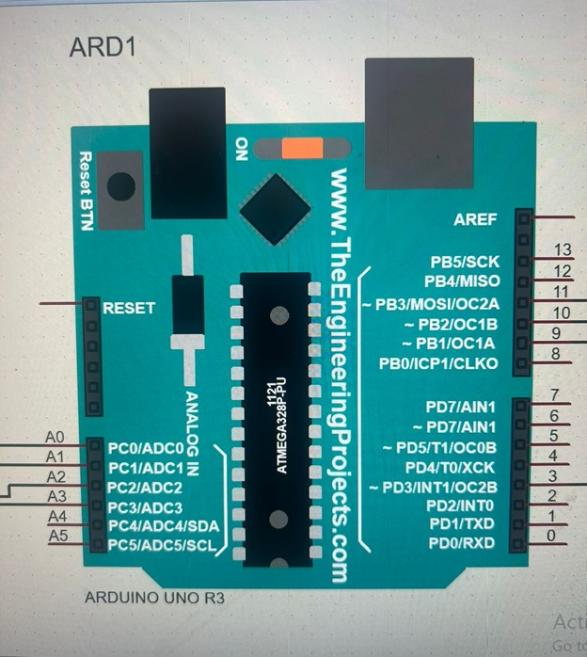 ARD1
Reset BTN
ON
www.TheEngineeringProjects.com
AREF
PB5/SCK 13
PB4/MISO 12
~ PB3/MOSI/OC2A 11
~ PB2/OC1B 10
~ PB1/OC1A 9
PB0/ICP1/CLKO 8
RESET
1121
ATMEGA328P-PU
ANALOG IN
PD7/AIN1 7
~ PD7/AIN1 6
~ PD5/T1/OC0B 5
PD4/T0/XCK 4
~ PD3/INT1/OC2B 3
PD2/INT0 2
PD1/TXD 1
PD0/RXD 0
A0 PC0/ADC0
A1 PC1/ADC1
A2 PC2/ADC2
A3 PC3/ADC3
A4 PC4/ADC4/SDA
A5 PC5/ADC5/SCL
ARDUINO UNO R3